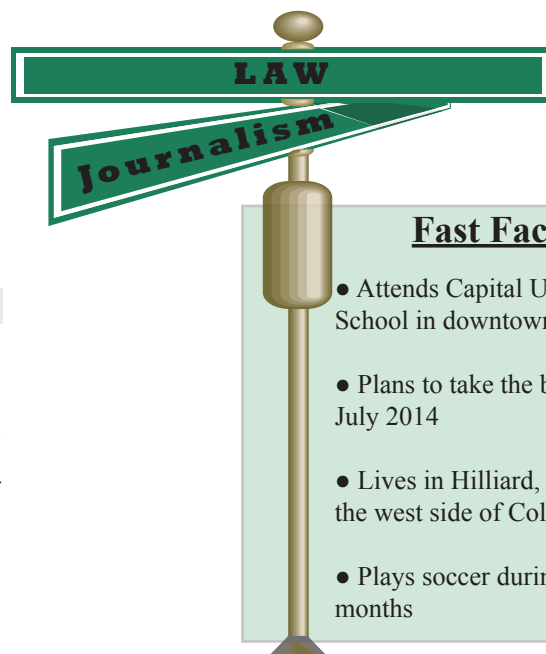 LAW
Journalism
Fast Fac
● Attends Capital U
School in downtown
● Plans to take the b
July 2014
● Lives in Hilliard,
the west side of Col
● Plays soccer durin
months